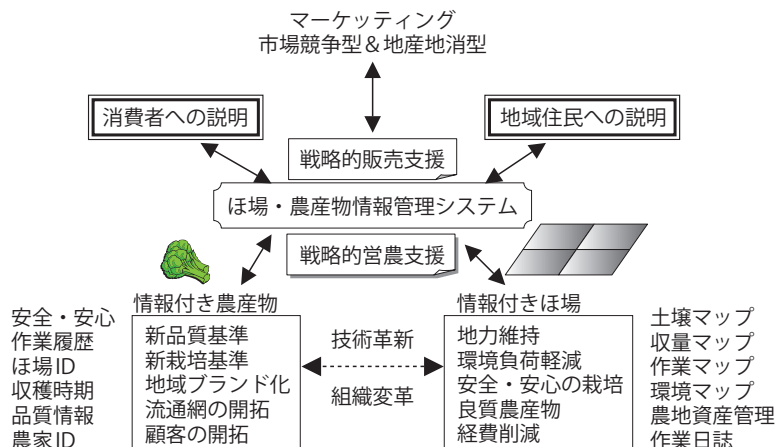 マーケッティング
市場競争型＆地産地消型
消費者への説明
地域住民への説明
戦略的販売支援
ほ場・農産物情報管理システム
戦略的営農支援
情報付き農産物
情報付きほ場
安全・安心
作業履歴
ほ場ID
収穫時期
品質情報
農家ID
新品質基準
新栽培基準
地域ブランド化
流通網の開拓
顧客の開拓
技術革新
組織変革
地力維持
環境負荷軽減
安全・安心の栽培
良質農産物
経費削減
土壌マップ
収量マップ
作業マップ
環境マップ
農地資産管理
作業日誌